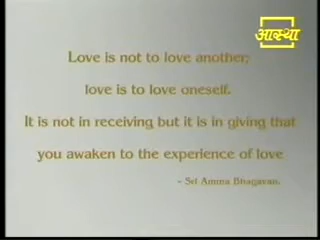 आस्था
Love is not to love another;
love is to love oneself.
It is not in receiving but it is in giving that
you awaken to the experience of love
- Sri Amma Bhagavan.